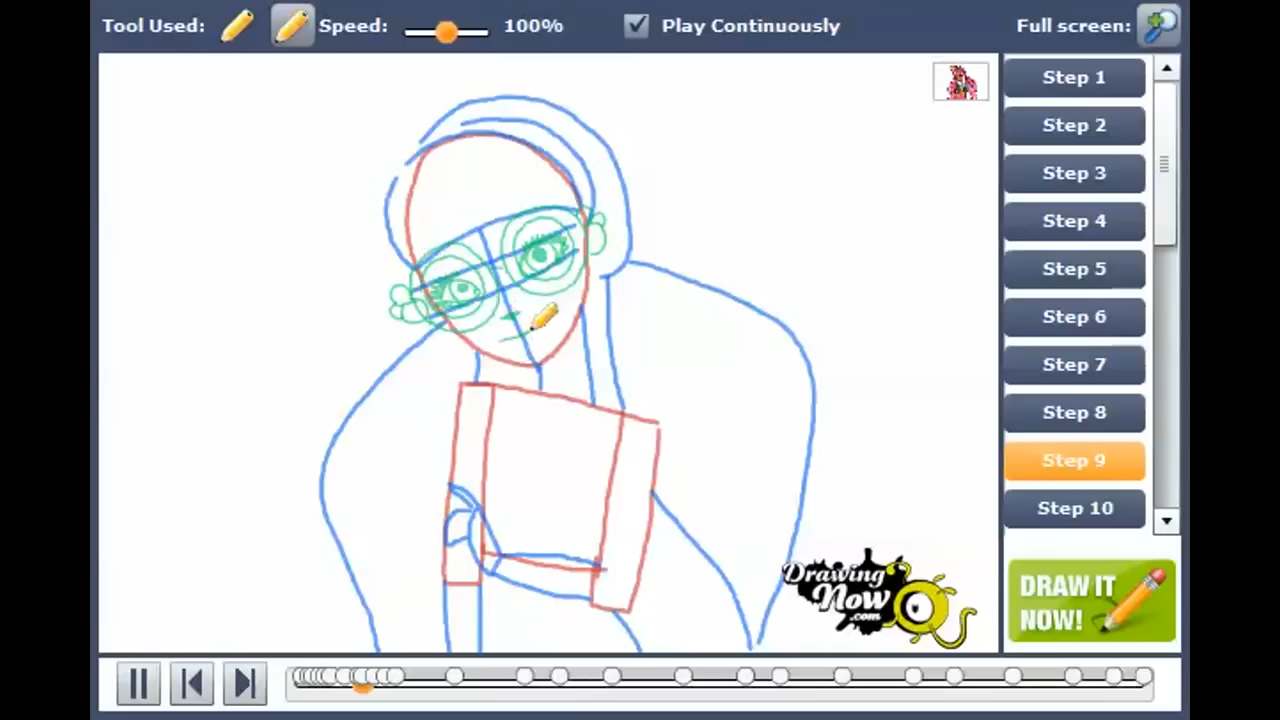 Tool Used: Speed: 100% Play Continuously Full screen:
Step 1
Step 2
Step 3
Step 4
Step 5
Step 6
Step 7
Step 8
Step 9
Step 10
Drawing
Now
.com
DRAW IT
NOW!